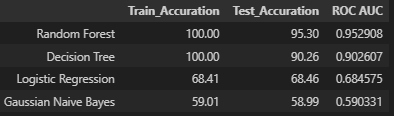 Train_Accuration Test_Accuration ROC AUC
Random Forest 100.00 95.30 0.952908
Decision Tree 100.00 90.26 0.902607
Logistic Regression 68.41 68.46 0.684575
Gaussian Naive Bayes 59.01 58.99 0.590331